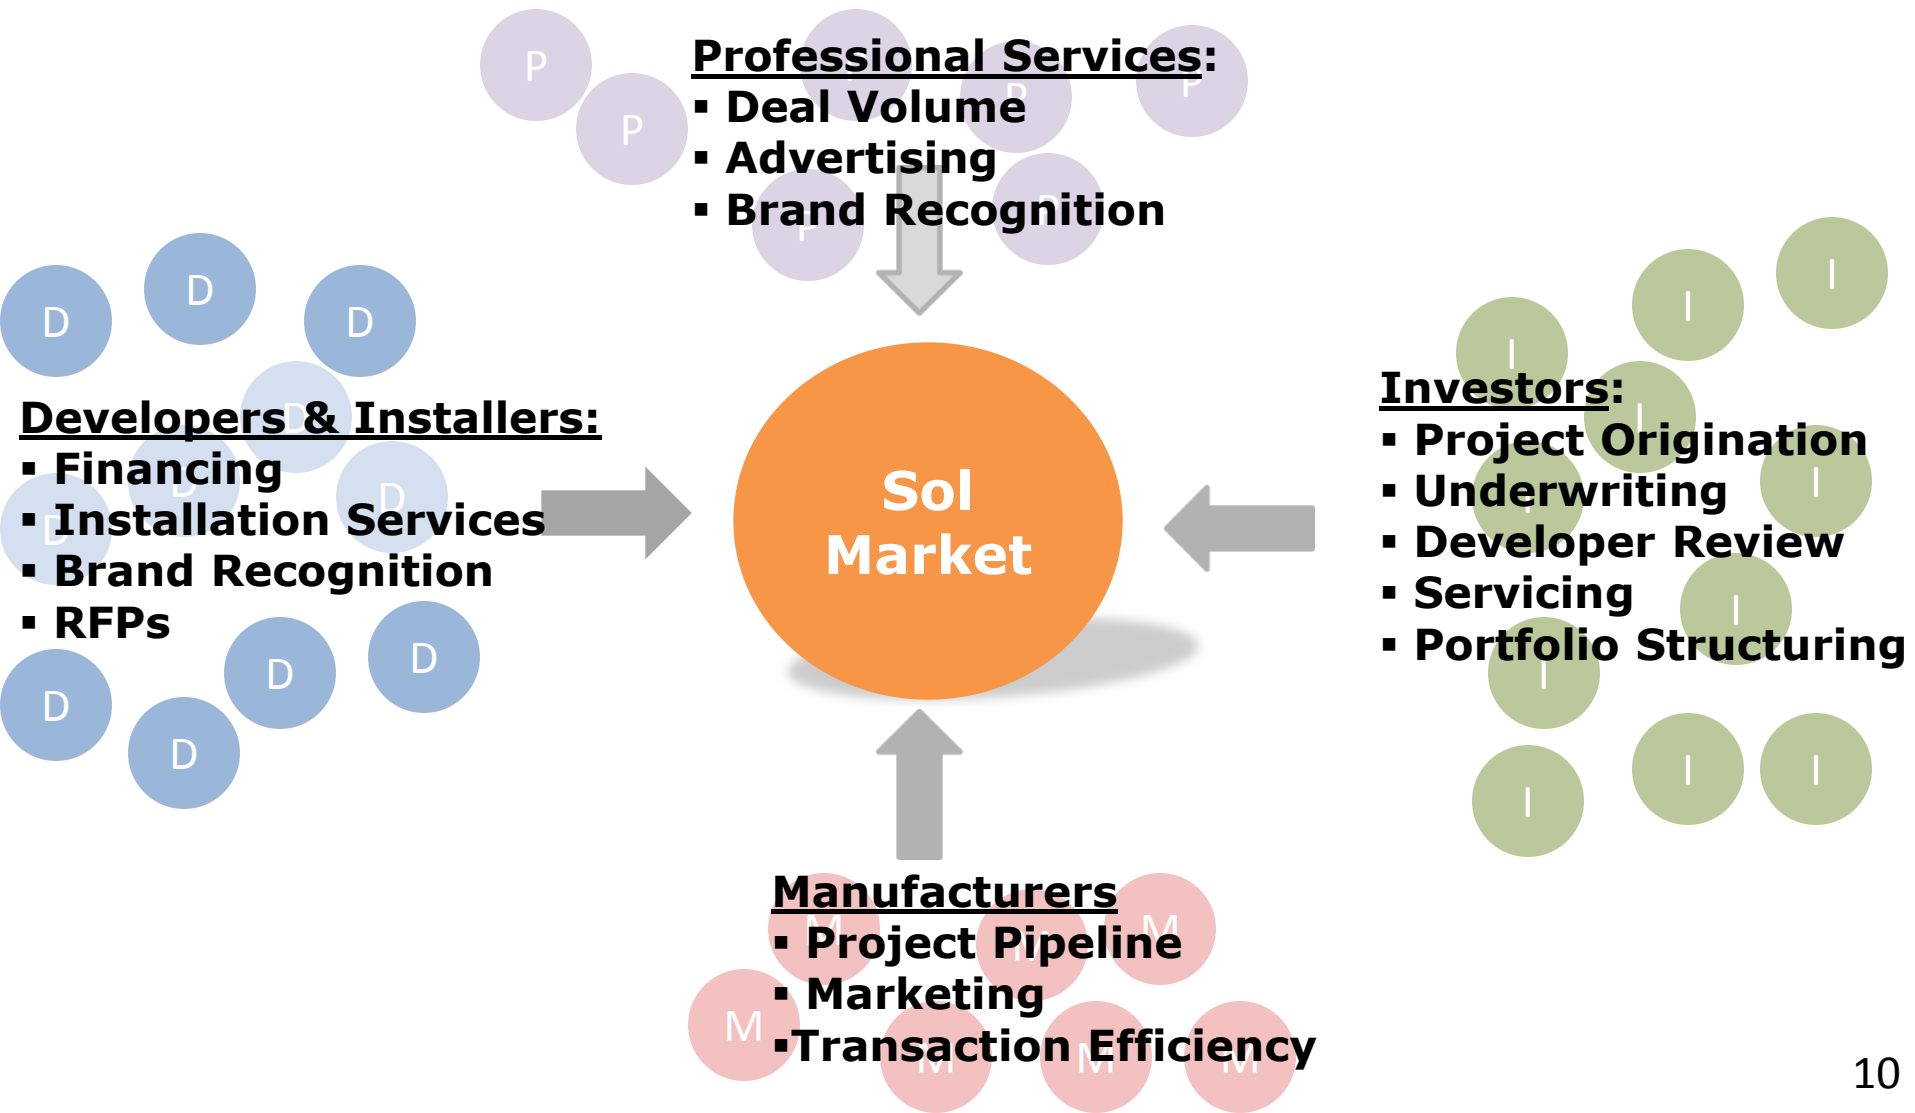 P
P
P
P
P
P
P
Professional Services:
▪ Deal Volume
▪ Advertising
▪ Brand Recognition
D
D
D
D
D
D
D
D
D
D
D
Developers & Installers:
▪ Financing
▪ Installation Services
▪ Brand Recognition
▪ RFPs
Sol
Market
I
I
I
I
I
I
I
I
I
I
I
I
Investors:
▪ Project Origination
▪ Underwriting
▪ Developer Review
▪ Servicing
▪ Portfolio Structuring
M
M
M
M
M
M
M
Manufacturers
▪ Project Pipeline
▪ Marketing
▪Transaction Efficiency
10